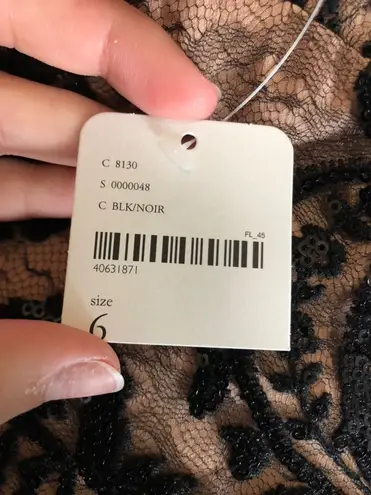 C 8130
S 0000048
C BLK/NOIR
FL_45
40631871
size
6